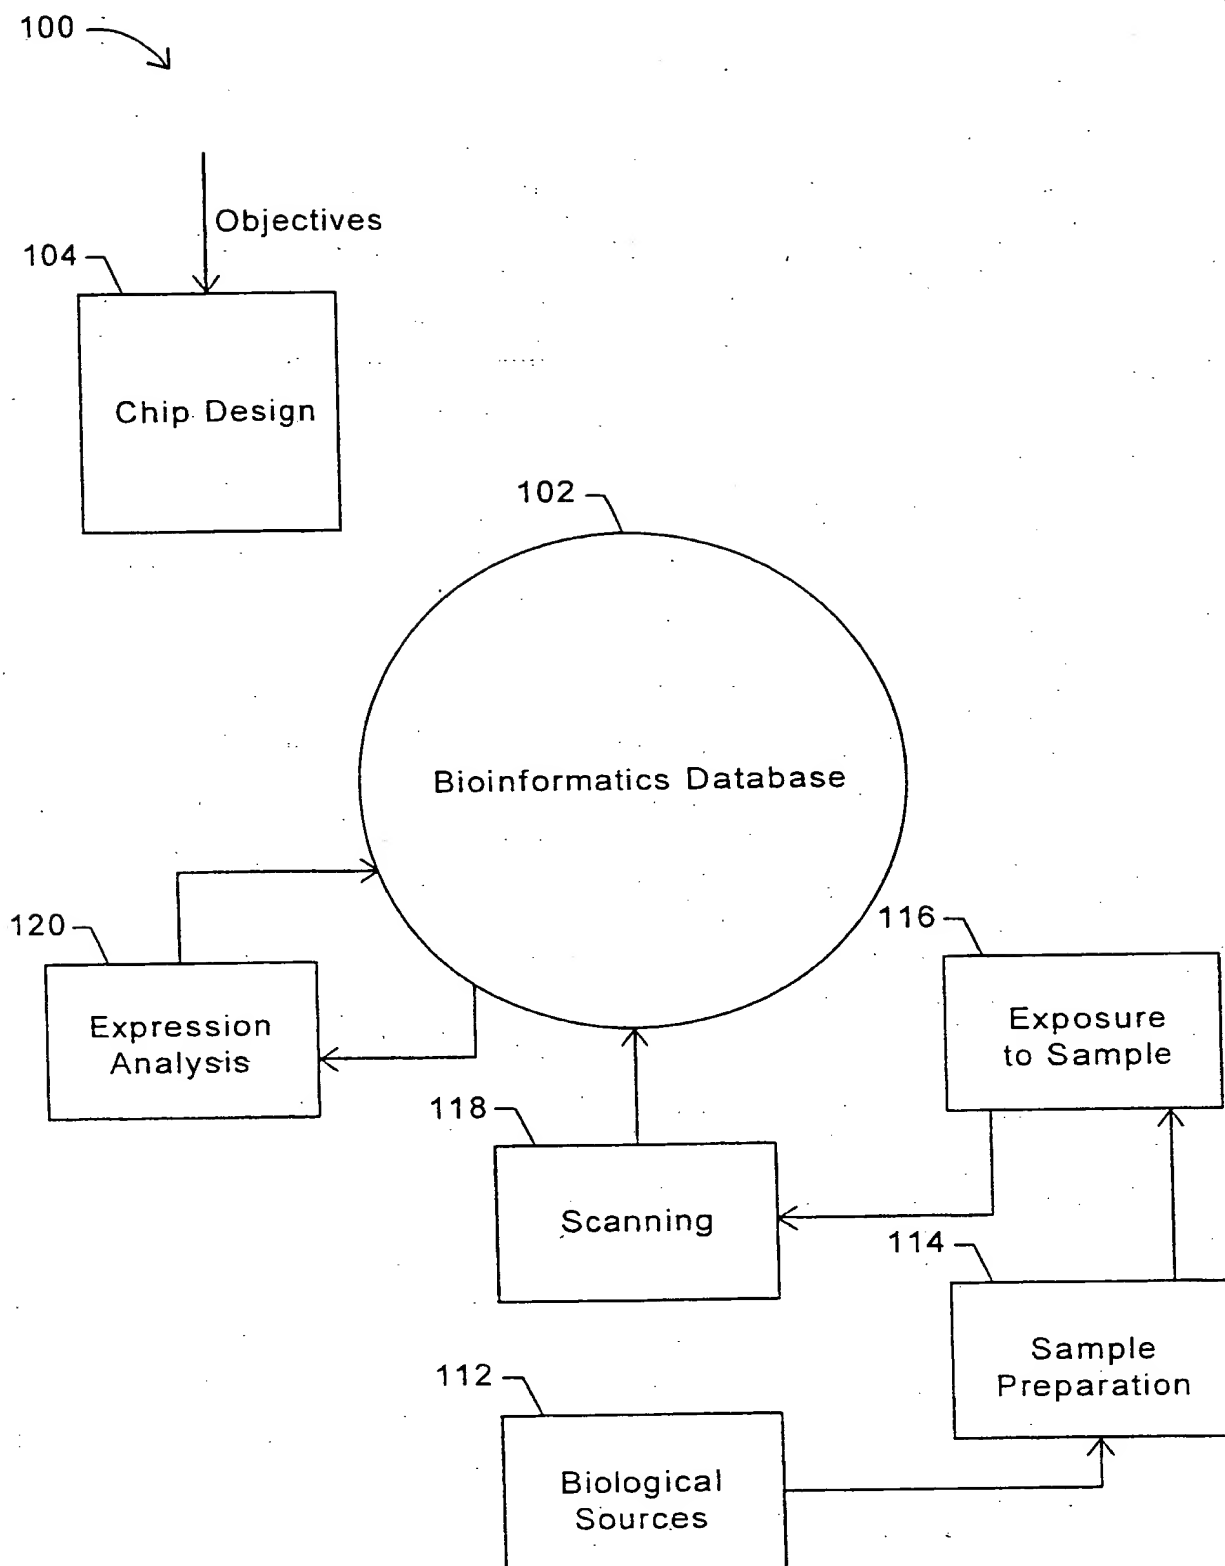 100
Objectives
104
Chip Design
102
Bioinformatics Database
120
116
Expression
Analysis
Exposure
to Sample
118
Scanning
114
Sample
Preparation
112
Biological
Sources